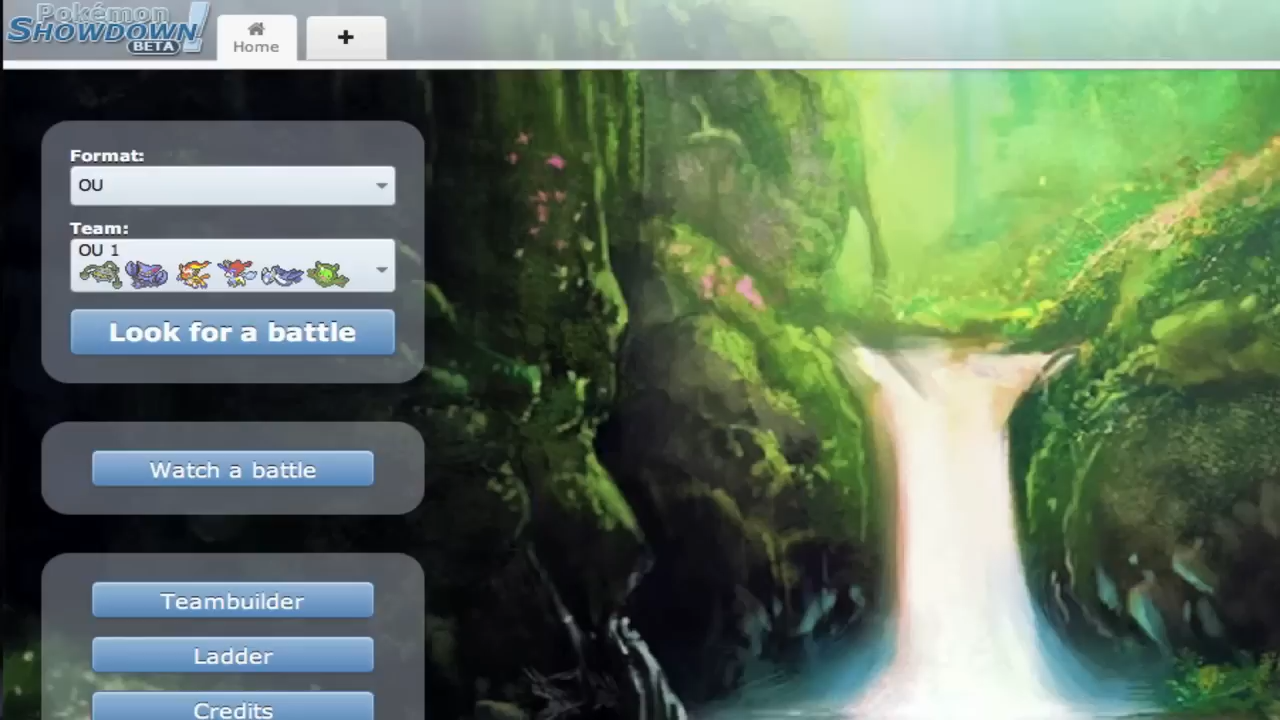 Pokémon
SHOWDOWN!
BETA
Home
+
Format:
OU
Team:
OU 1
Look for a battle
Watch a battle
Teambuilder
Ladder
Credits